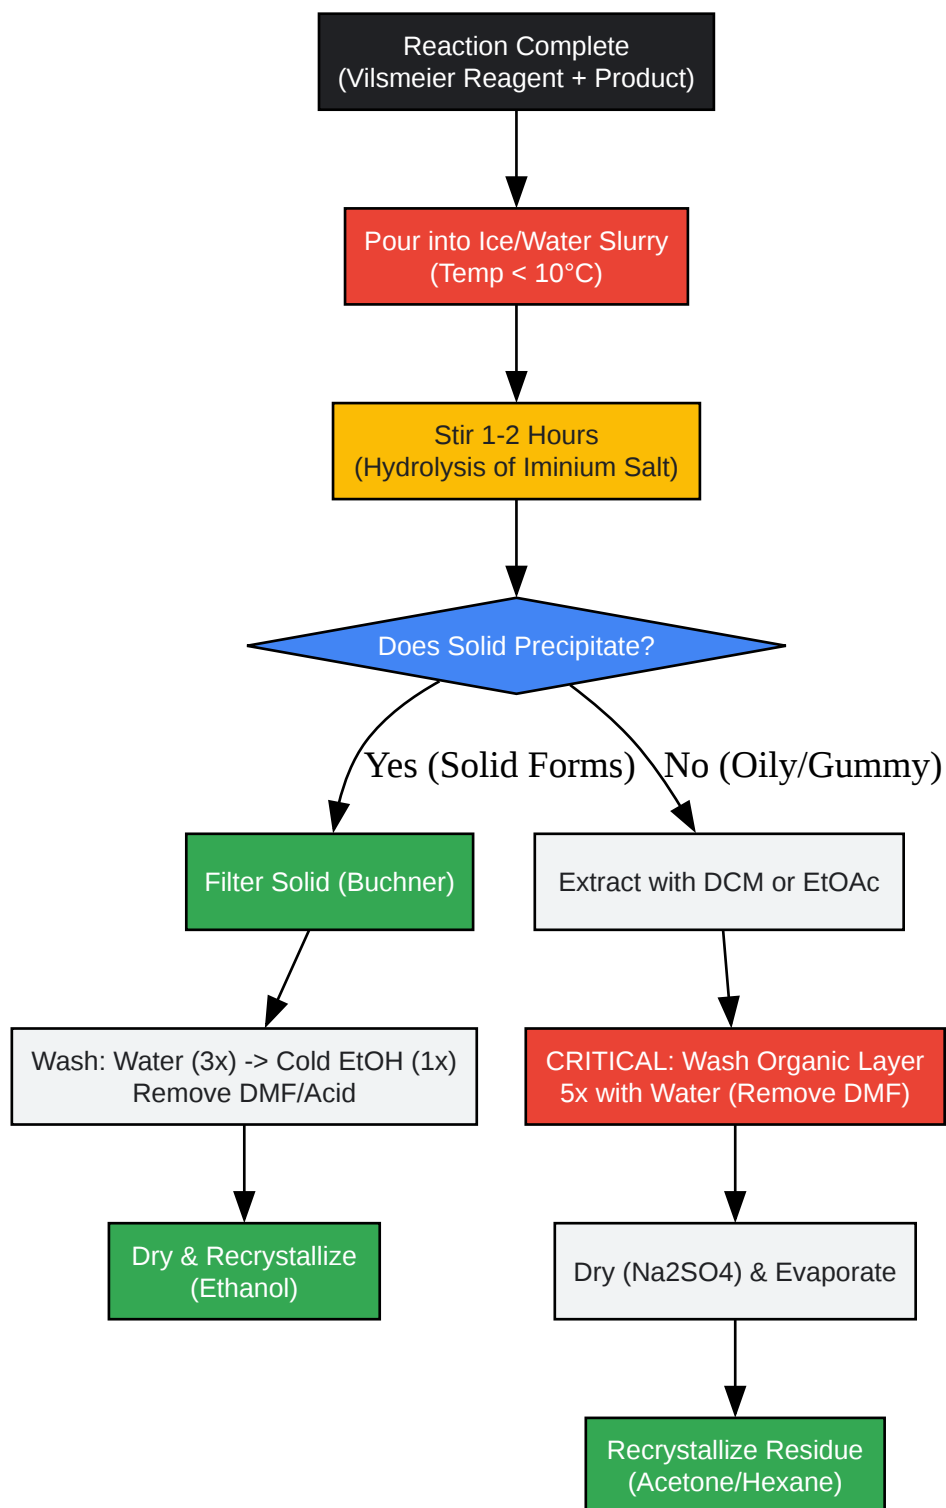 Reaction Complete
(Vilsmeier Reagent + Product)
Pour into Ice/Water Slurry
(Temp < 10°C)
Stir 1-2 Hours
(Hydrolysis of Iminium Salt)
Does Solid Precipitate?
Yes (Solid Forms)
No (Oily/Gummy)
Filter Solid (Buchner)
Extract with DCM or EtOAc
Wash: Water (3x) -> Cold EtOH (1x)
Remove DMF/Acid
CRITICAL: Wash Organic Layer
5x with Water (Remove DMF)
Dry & Recrystallize
(Ethanol)
Dry (Na2SO4) & Evaporate
Recrystallize Residue
(Acetone/Hexane)